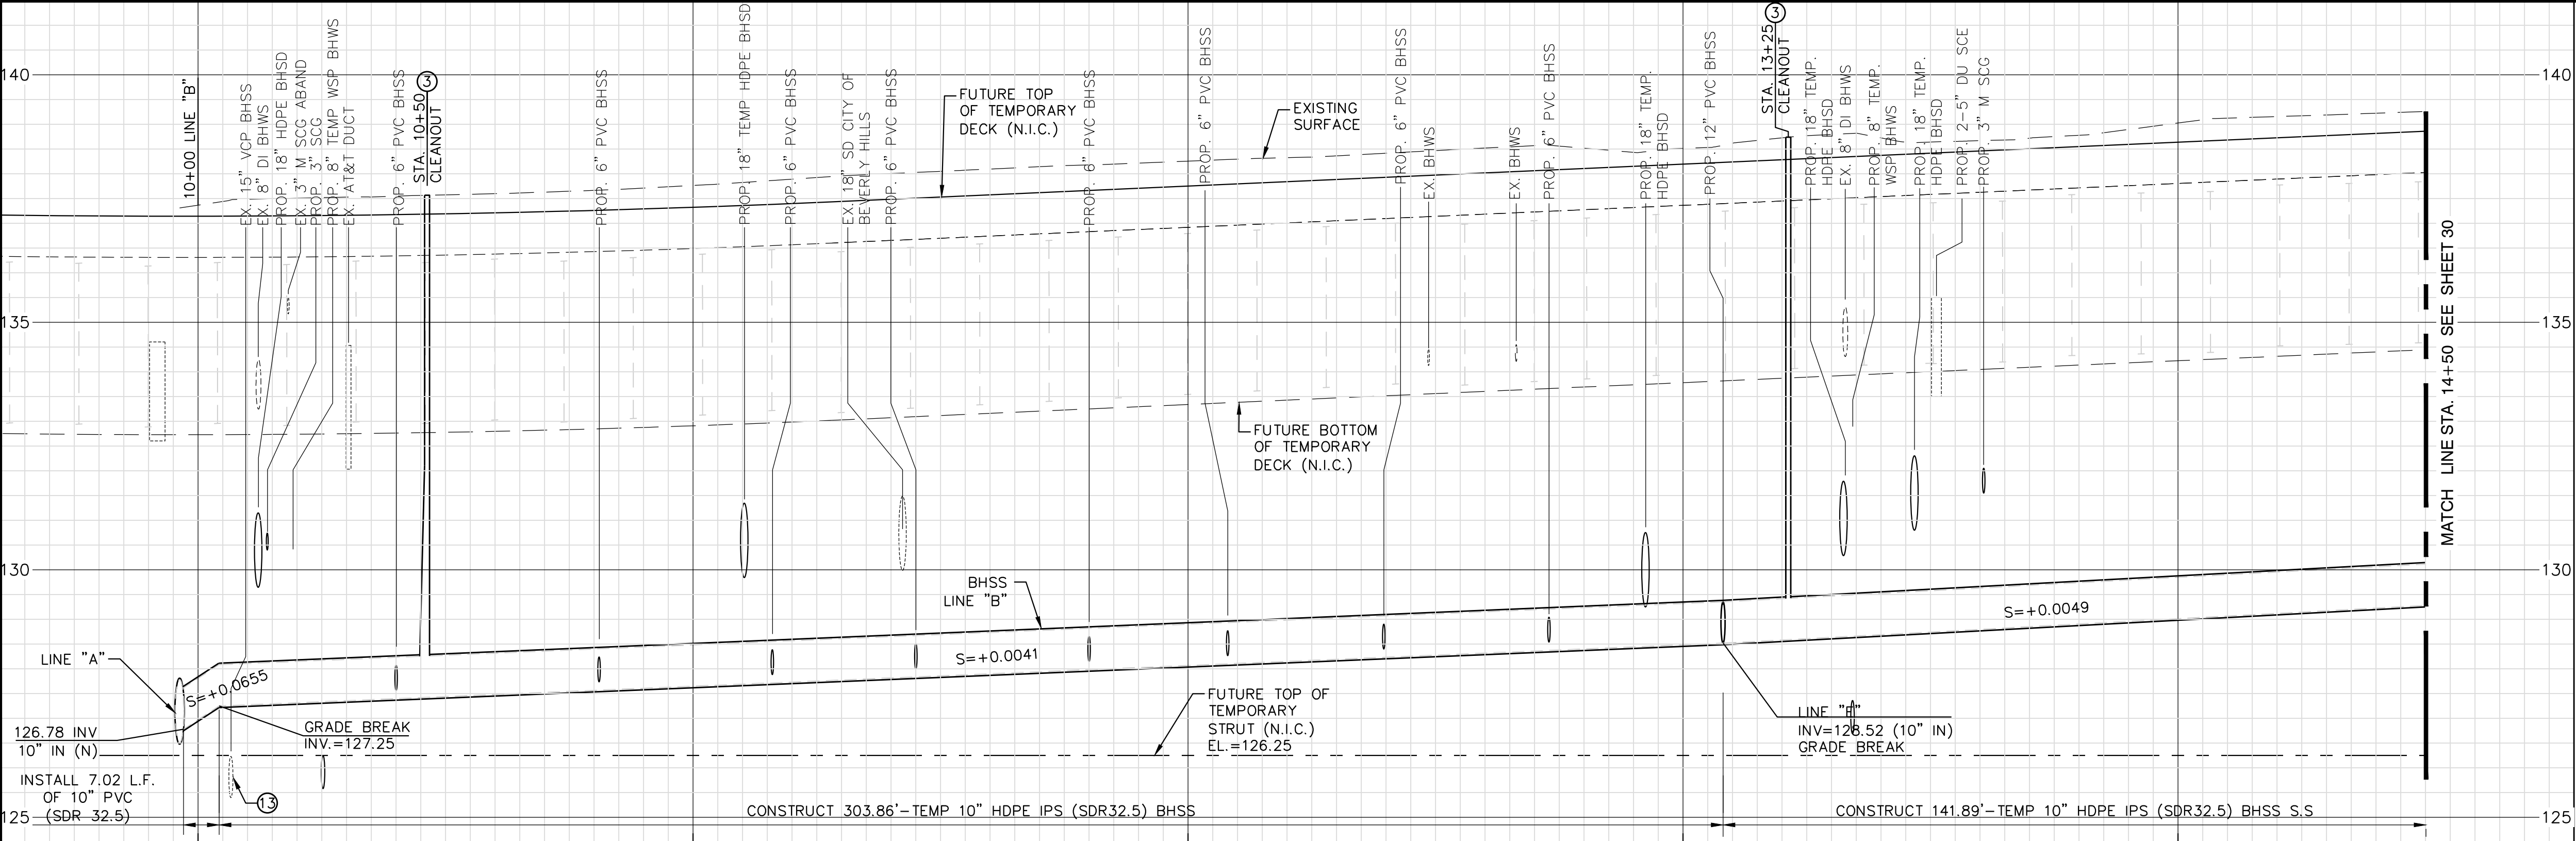 140
135
130
125
10+00 LINE "B"
EX. 15" VCP BHSS
EX. 8" DI BHWS
PROP. 18" HDPE BHSD
EX. 3" M SCG ABAND
PROP. 3" SCG
PROP. 8" TEMP WSP BHWS
EX. AT&T DUCT
PROP. 6" PVC BHSS
STA. 10+50
CLEANOUT
3
PROP. 6" PVC BHSS
PROP. 18" TEMP HDPE BHSD
PROP. 6" PVC BHSS
EX. 18" SD CITY OF
BEVERLY HILLS
PROP. 6" PVC BHSS
FUTURE TOP
OF TEMPORARY
DECK (N.I.C.)
PROP. 6" PVC BHSS
PROP. 6" PVC BHSS
EXISTING
SURFACE
PROP. 6" PVC BHSS
EX. BHWS
EX. BHWS
PROP. 6" PVC BHSS
PROP. 18" TEMP.
HDPE BHSD
PROP. 12" PVC BHSS
STA. 13+25
CLEANOUT
3
PROP. 18" TEMP.
HDPE BHSD
EX. 8" DI BHWS
PROP. 8" TEMP.
WSP BHWS
PROP. 18" TEMP.
HDPE BHSD
PROP. 2-5" DU SCE
PROP. 3" M SCG
140
135
130
125
MATCH LINE STA. 14+50 SEE SHEET 30
FUTURE BOTTOM
OF TEMPORARY
DECK (N.I.C.)
BHSS
LINE "B"
LINE "A"
S=+0.0655
S=+0.0041
S=+0.0049
126.78 INV
10" IN (N)
GRADE BREAK
INV.=127.25
FUTURE TOP OF
TEMPORARY
STRUT (N.I.C.)
EL.=126.25
LINE "F"
INV=128.52 (10" IN)
GRADE BREAK
INSTALL 7.02 L.F.
OF 10" PVC
(SDR 32.5)
13
CONSTRUCT 303.86'-TEMP 10" HDPE IPS (SDR32.5) BHSS
CONSTRUCT 141.89'-TEMP 10" HDPE IPS (SDR32.5) BHSS S.S